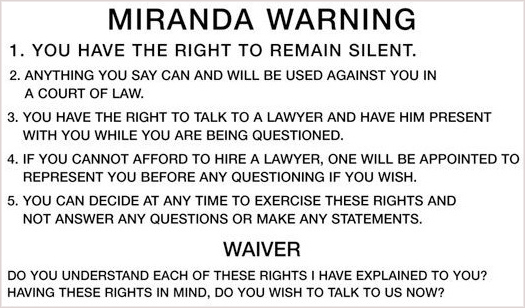 MIRANDA WARNING
1. YOU HAVE THE RIGHT TO REMAIN SILENT.
2. ANYTHING YOU SAY CAN AND WILL BE USED AGAINST YOU IN
A COURT OF LAW.
3. YOU HAVE THE RIGHT TO TALK TO A LAWYER AND HAVE HIM PRESENT
WITH YOU WHILE YOU ARE BEING QUESTIONED.
4. IF YOU CANNOT AFFORD TO HIRE A LAWYER, ONE WILL BE APPOINTED TO
REPRESENT YOU BEFORE ANY QUESTIONING IF YOU WISH.
5. YOU CAN DECIDE AT ANY TIME TO EXERCISE THESE RIGHTS AND
NOT ANSWER ANY QUESTIONS OR MAKE ANY STATEMENTS.
WAIVER
DO YOU UNDERSTAND EACH OF THESE RIGHTS I HAVE EXPLAINED TO YOU?
HAVING THESE RIGHTS IN MIND, DO YOU WISH TO TALK TO US NOW?